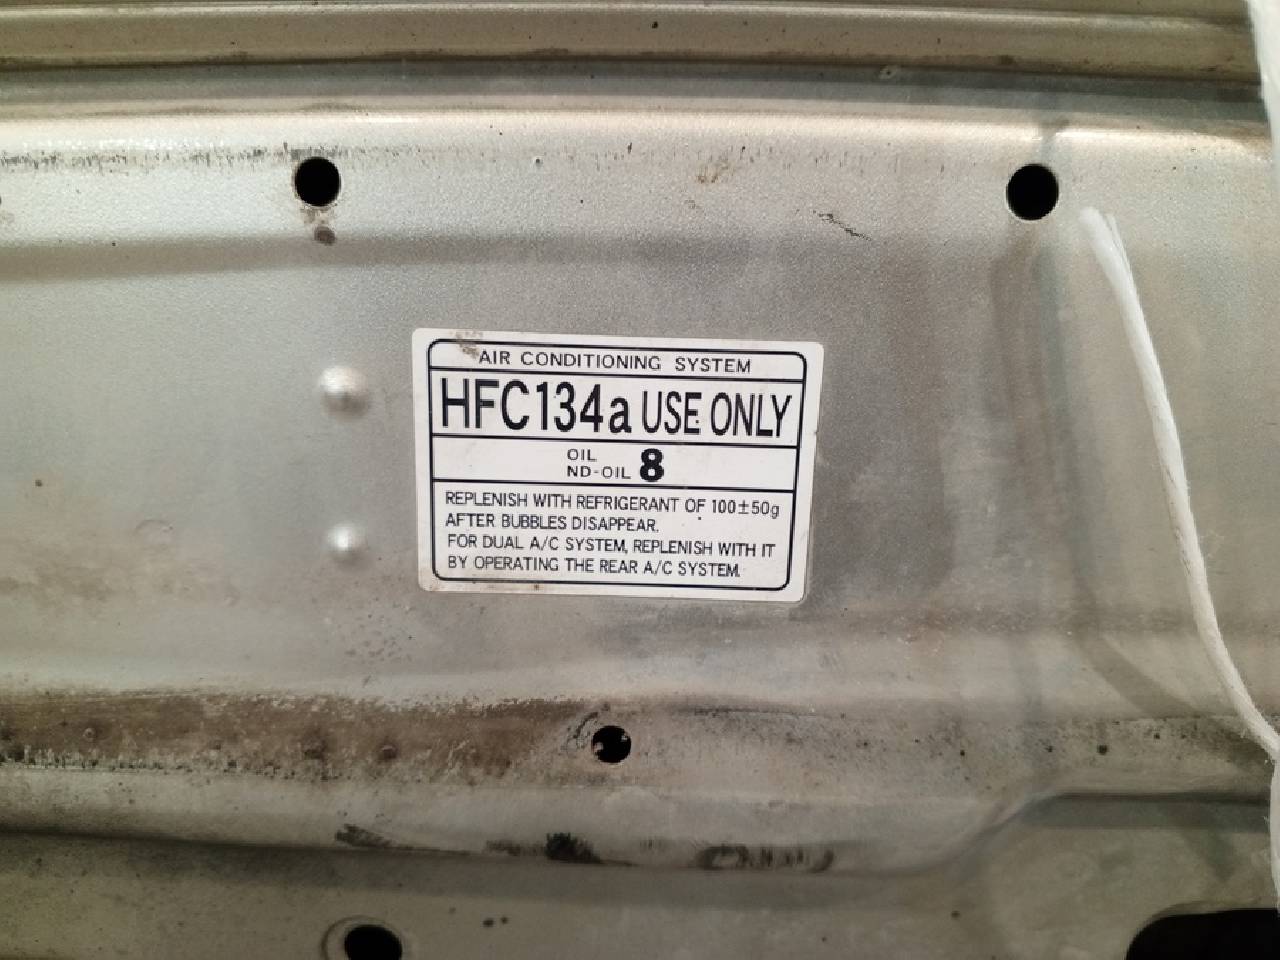 AIR CONDITIONING SYSTEM
HFC134a USE ONLY
OIL
ND-OIL 8
REPLENISH WITH REFRIGERANT OF 100±50g
AFTER BUBBLES DISAPPEAR.
FOR DUAL A/C SYSTEM, REPLENISH WITH IT
BY OPERATING THE REAR A/C SYSTEM.